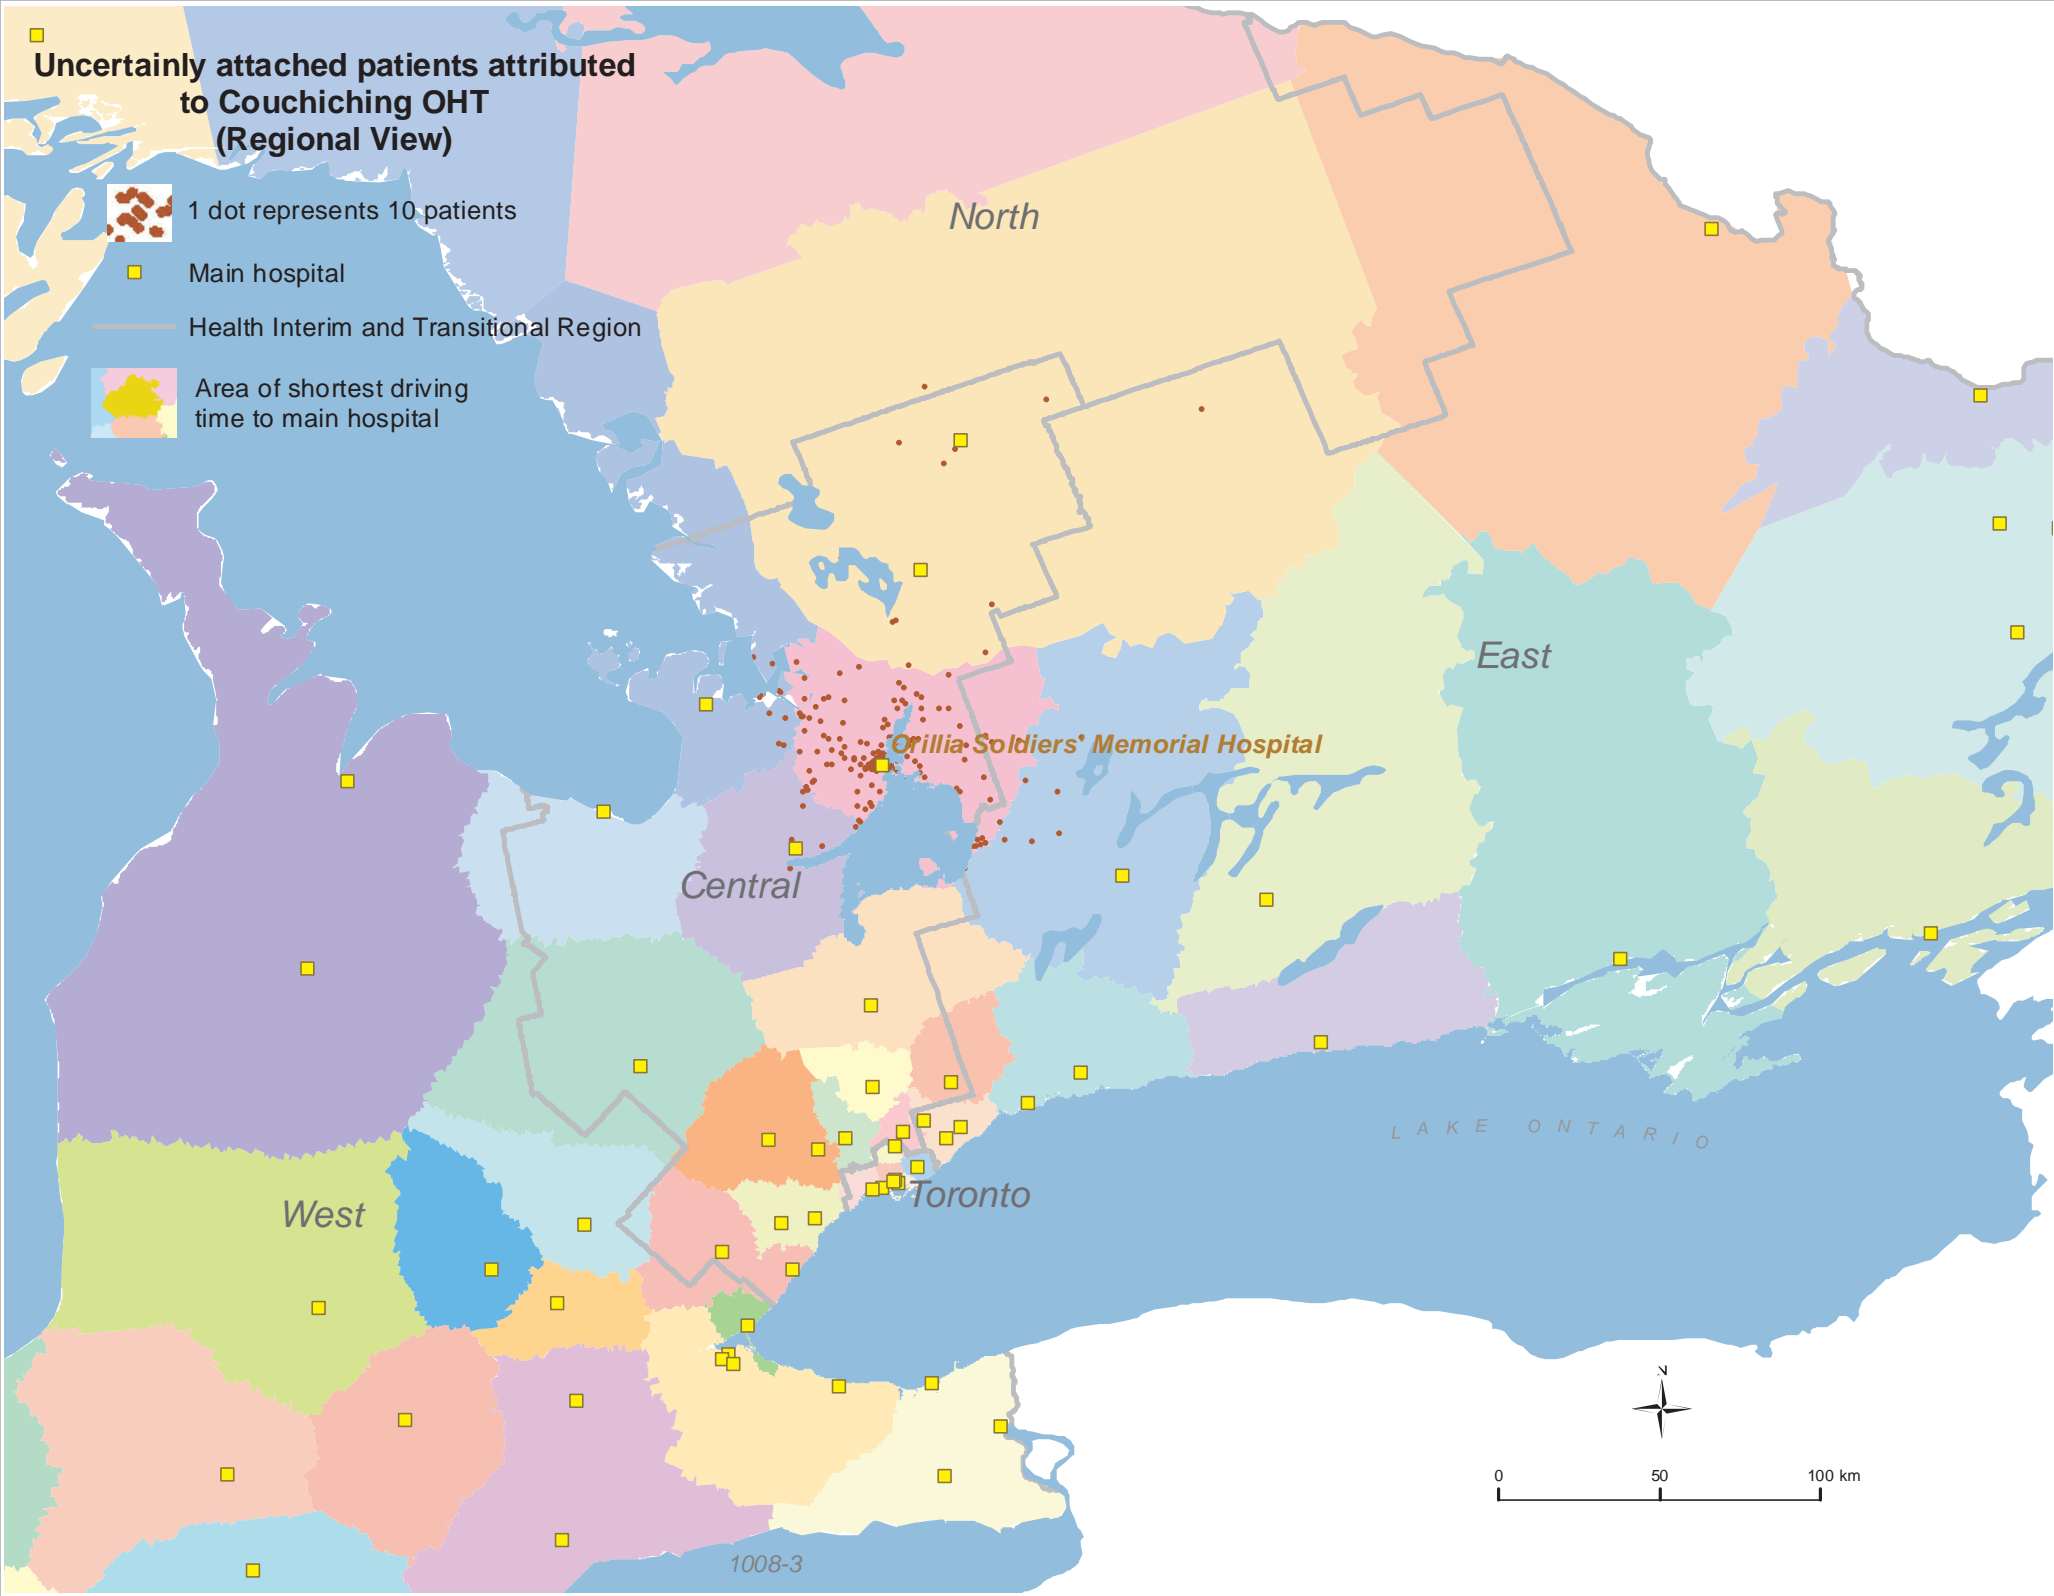 Uncertainly attached patients attributed
to Couchiching OHT
(Regional View)
1 dot represents 10 patients
Main hospital
Health Interim and Transitional Region
Area of shortest driving
time to main hospital
North
East
Orillia Soldiers' Memorial Hospital
Central
LAKE ONTARIO
Toronto
West
N
0 50 100 km
1008-3